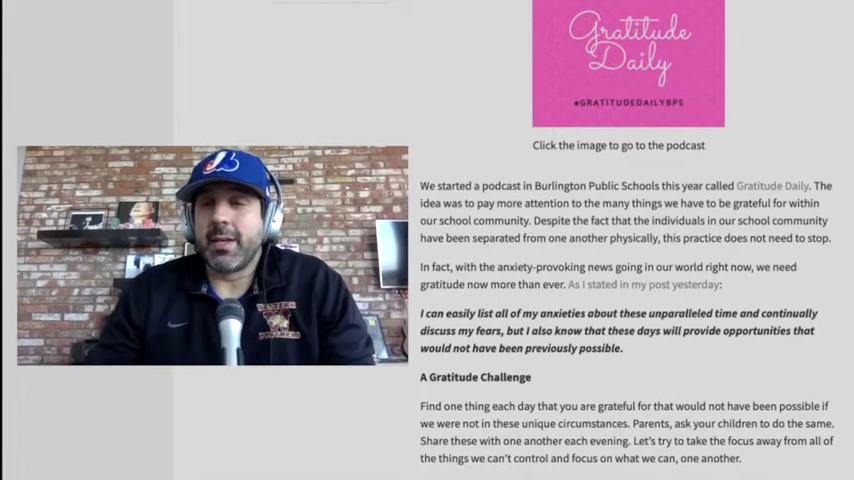 Gratitude
Daily
#GRATITUDEDAILYBPS
Click the image to go to the podcast
We started a podcast in Burlington Public Schools this year called Gratitude Daily. The
idea was to pay more attention to the many things we have to be grateful for within
our school community. Despite the fact that the individuals in our school community
have been separated from one another physically, this practice does not need to stop.
In fact, with the anxiety-provoking news going in our world right now, we need
gratitude now more than ever. As I stated in my post yesterday:
I can easily list all of my anxieties about these unparalleled time and continually
discuss my fears, but I also know that these days will provide opportunities that
would not have been previously possible.
A Gratitude Challenge
Find one thing each day that you are grateful for that would not have been possible if
we were not in these unique circumstances. Parents, ask your children to do the same.
Share these with one another each evening. Let's try to take the focus away from all of
the things we can't control and focus on what we can, one another.
WESTERN
PANTHERS